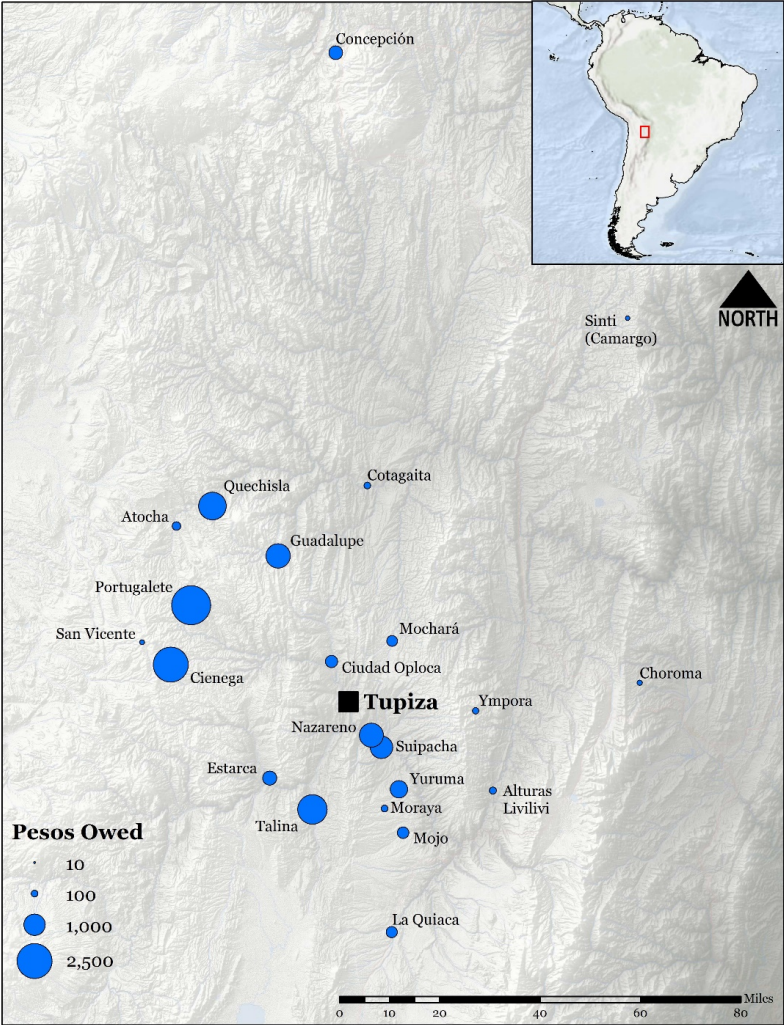 Concepción
NORTH
Sinti
(Camargo)
Cotagaita
Quechisla
Atocha
Guadalupe
Portugalete
San Vicente
Mochará
Ciudad Oploca
Cienega
Choroma
Tupiza
Ympora
Nazareno
Suipacha
Estarca
Yuruma
Alturas
Livilivi
Moraya
Talina
Mojo
Pesos Owed
10
100
1,000
2,500
La Quiaca
Miles
0 10 20 40 60 80